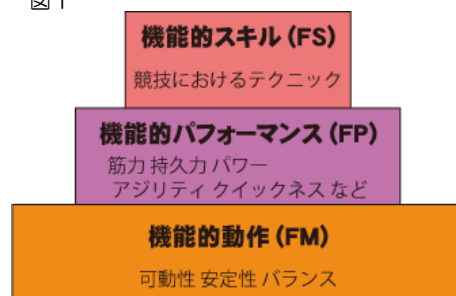 図1
機能的スキル(FS)
競技におけるテクニック
機能的パフォーマンス(FP)
筋力 持久力 パワー
アジリティ クイックネス など
機能的動作(FM)
可動性 安定性 バランス